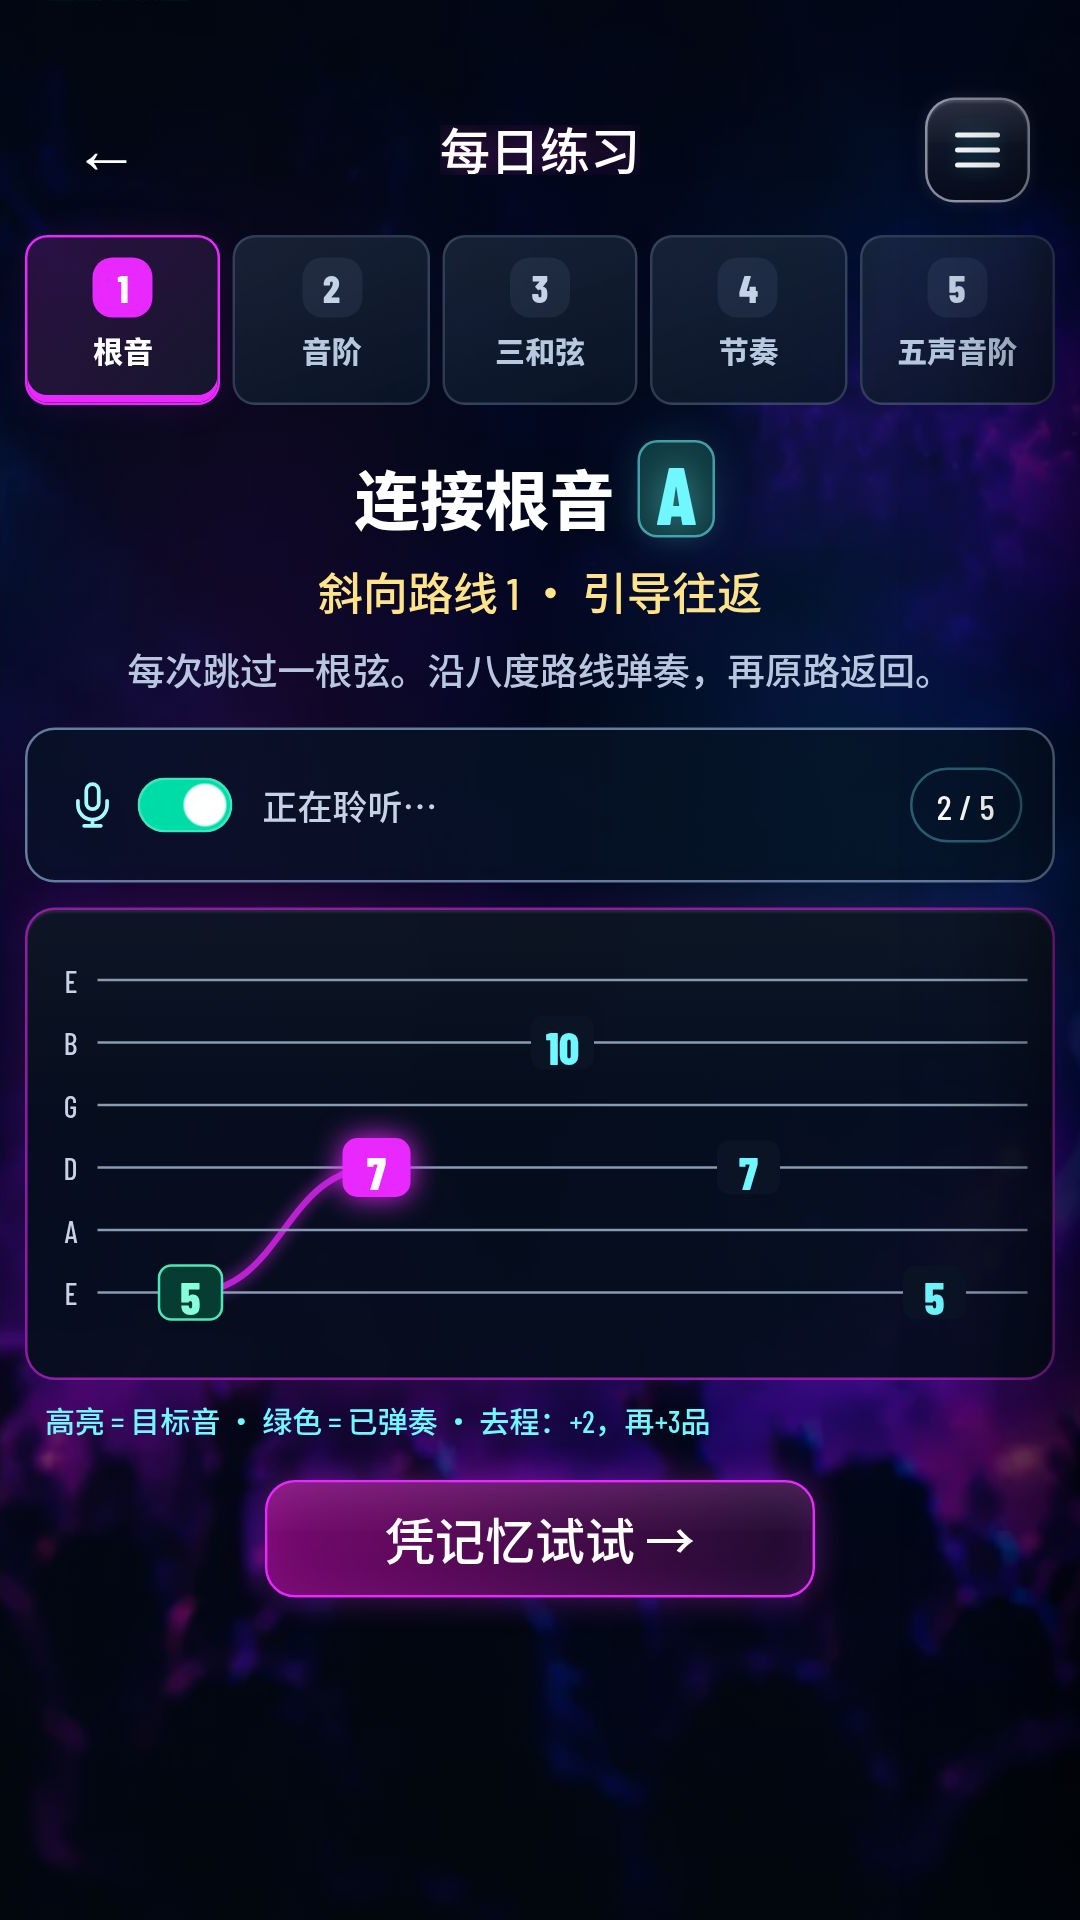 ← 每日练习
1 2 3 4 5
根音 音阶 三和弦 节奏 五声音阶
连接根音 A
斜向路线 1 • 引导往返
每次跳过一根弦。沿八度路线弹奏，再原路返回。
正在聆听… 2 / 5
E
B 10
G
D 7 7
A
E 5 5
高亮 = 目标音 • 绿色 = 已弹奏 • 去程：+2，再+3品
凭记忆试试 →